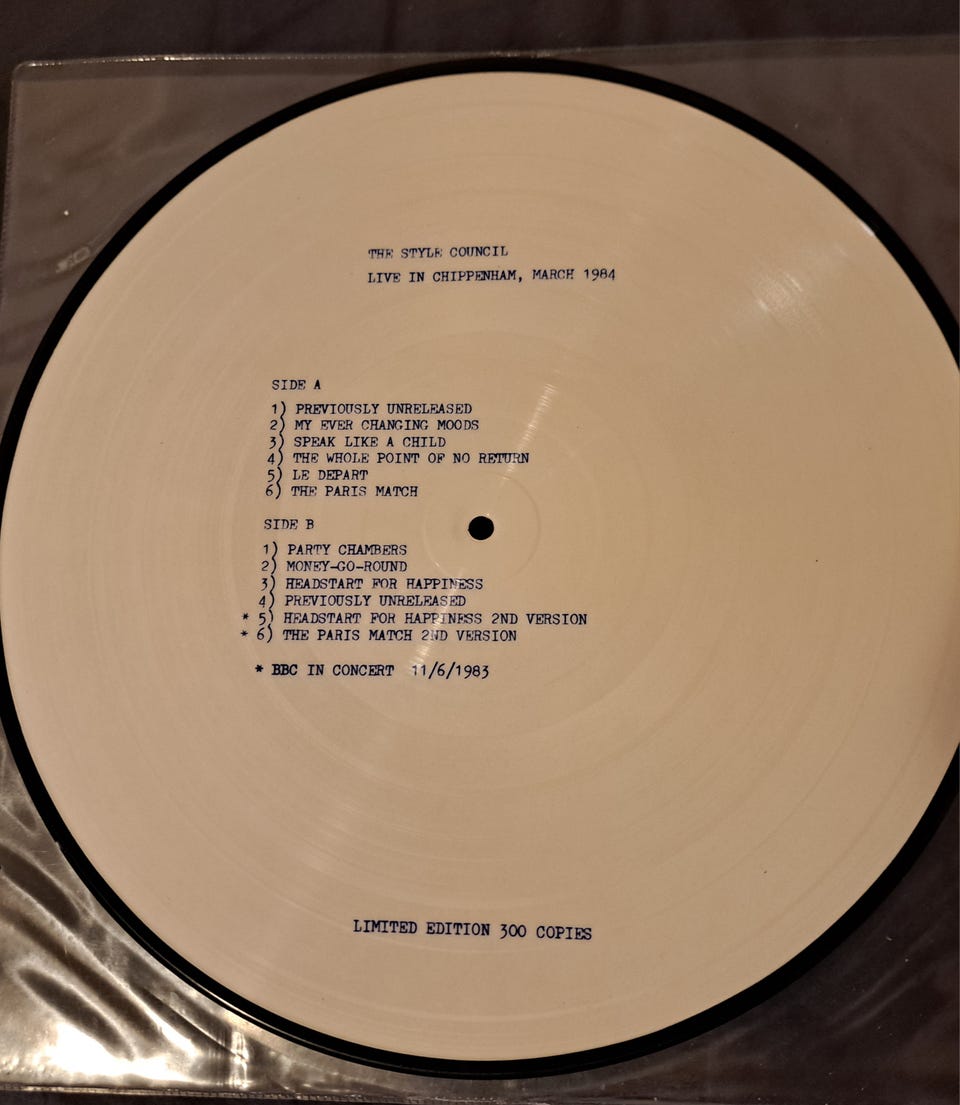 THE STYLE COUNCIL
LIVE IN CHIPPENHAM, MARCH 1984
SIDE A
1) PREVIOUSLY UNRELEASED
2) MY EVER CHANGING MOODS
3) SPEAK LIKE A CHILD
4) THE WHOLE POINT OF NO RETURN
5) LE DEPART
6) THE PARIS MATCH
SIDE B
1) PARTY CHAMBERS
2) MONEY-GO-ROUND
3) HEADSTART FOR HAPPINESS
4) PREVIOUSLY UNRELEASED
* 5) HEADSTART FOR HAPPINESS 2ND VERSION
* 6) THE PARIS MATCH 2ND VERSION
* BBC IN CONCERT 11/6/1983
LIMITED EDITION 300 COPIES